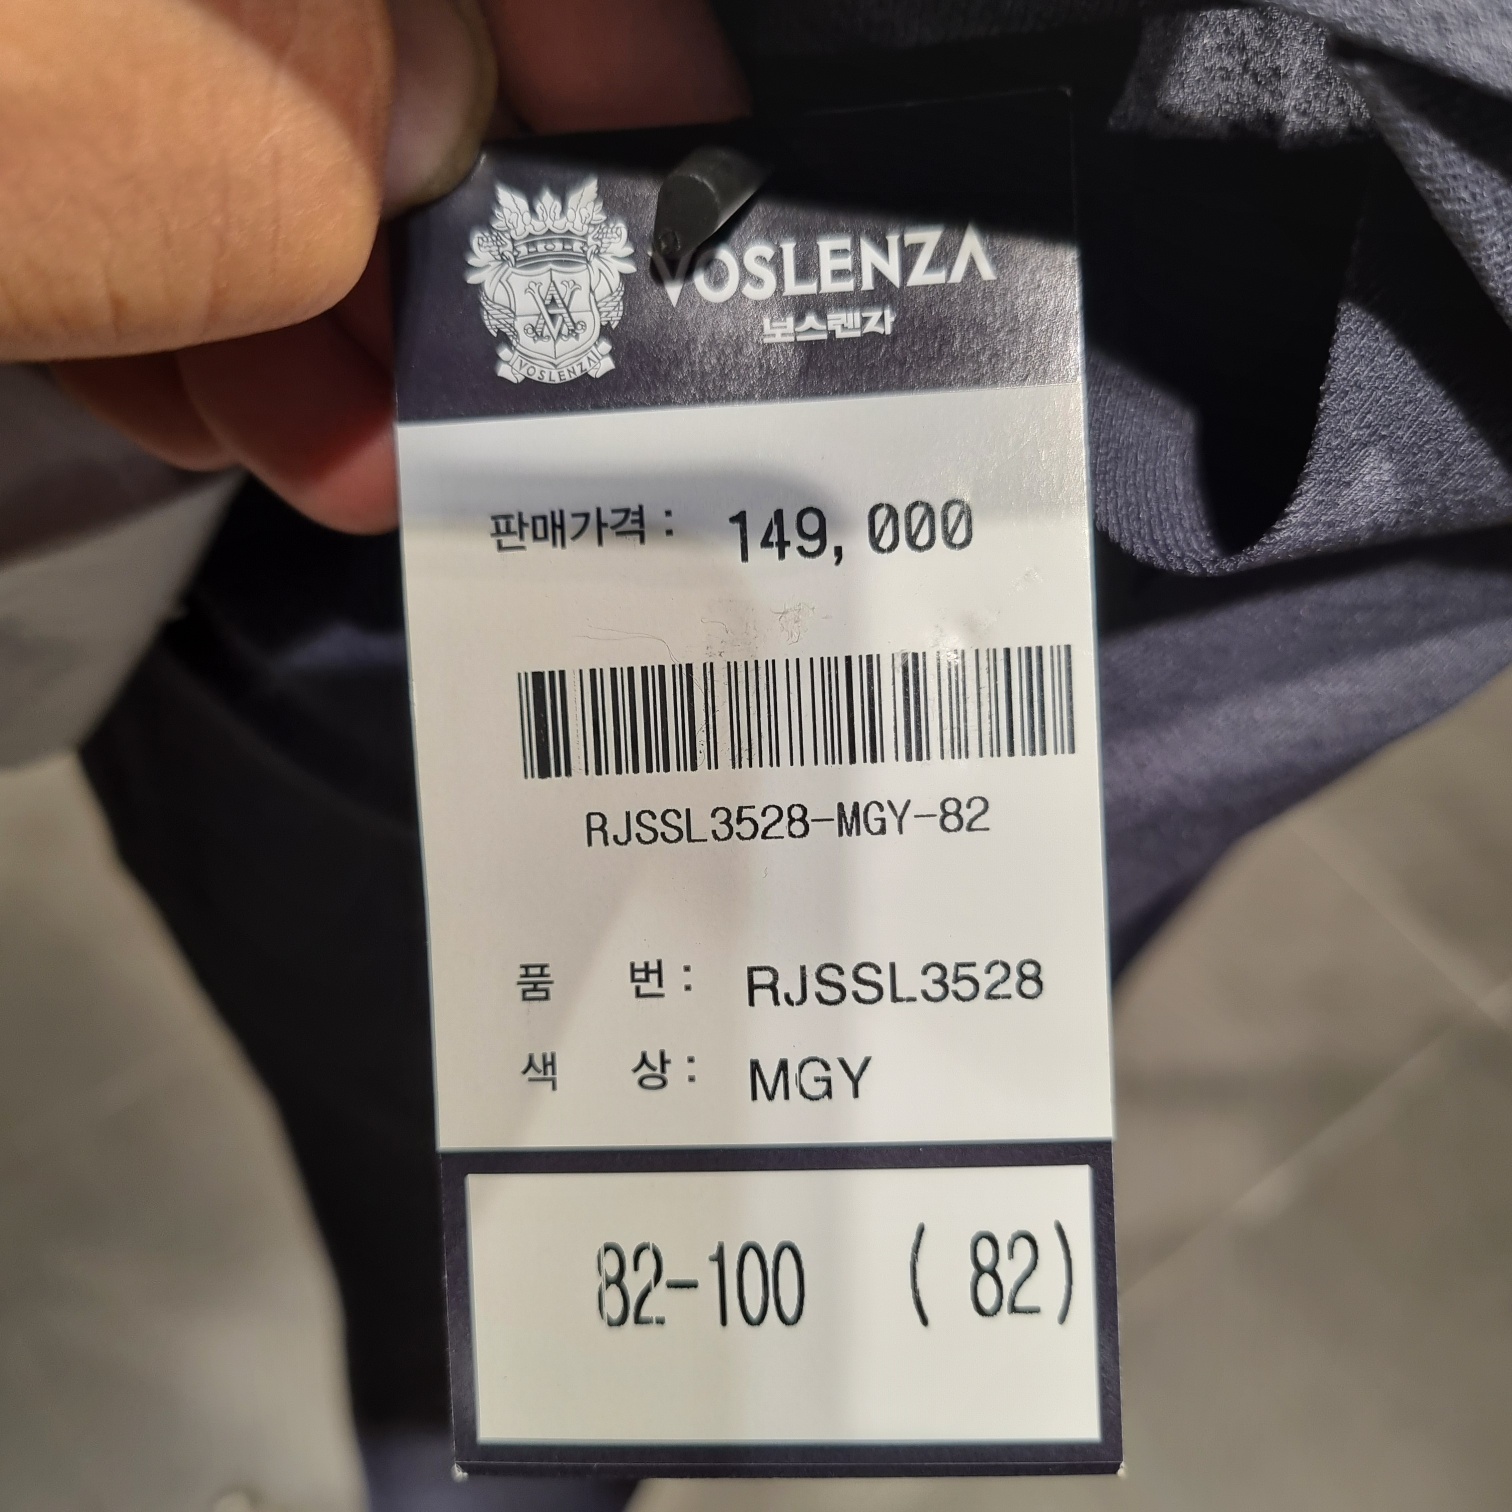 VOSLENZA
보스렌자
VOSLENZA
판매가격 : 149,000
RJSSL3528-MGY-82
품 번 : RJSSL3528
색 상 : MGY
82-100 ( 82)